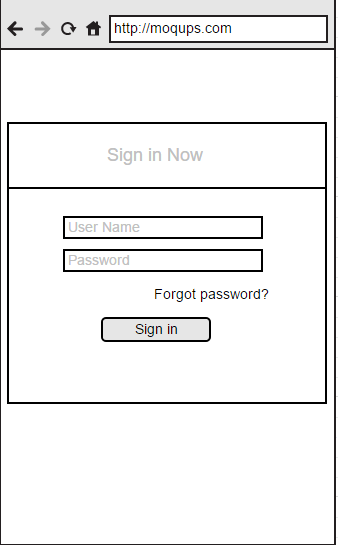 http://moqups.com
Sign in Now
User Name
Password
Forgot password?
Sign in